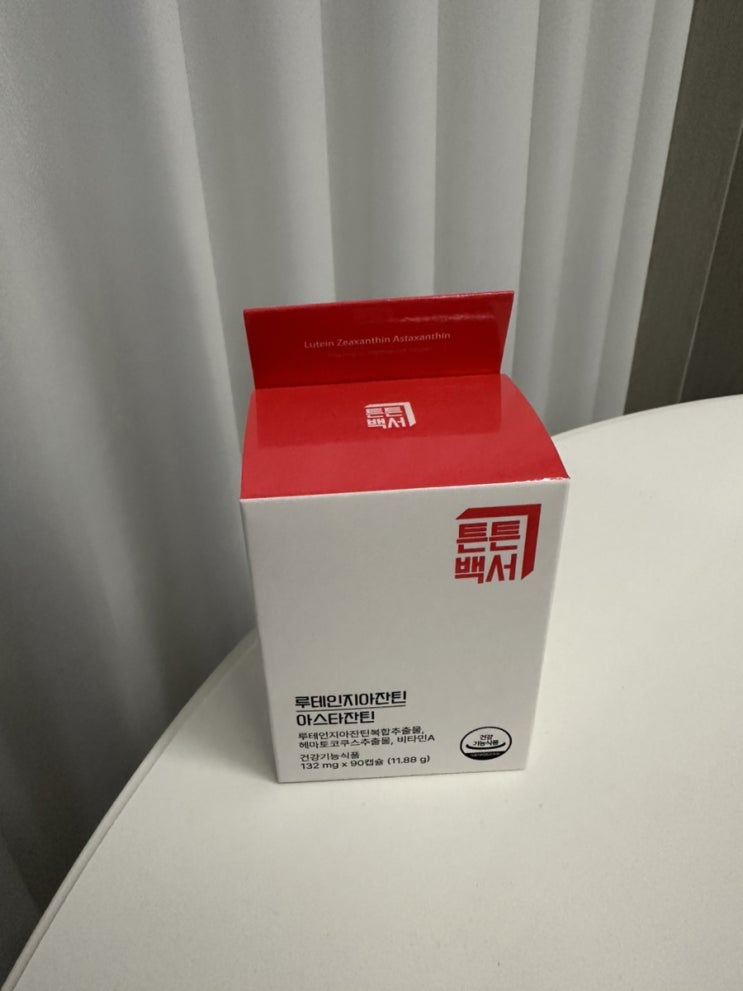 Lutein Zeaxanthin Astaxanthin
튼튼
백서
튼튼
백서
루테인지아잔틴
아스타잔틴
루테인지아잔틴복합추출물,
헤마토코쿠스추출물, 비타민A
건강기능식품
132 mg x 90캡슐 (11.88 g)
건강
기능식품